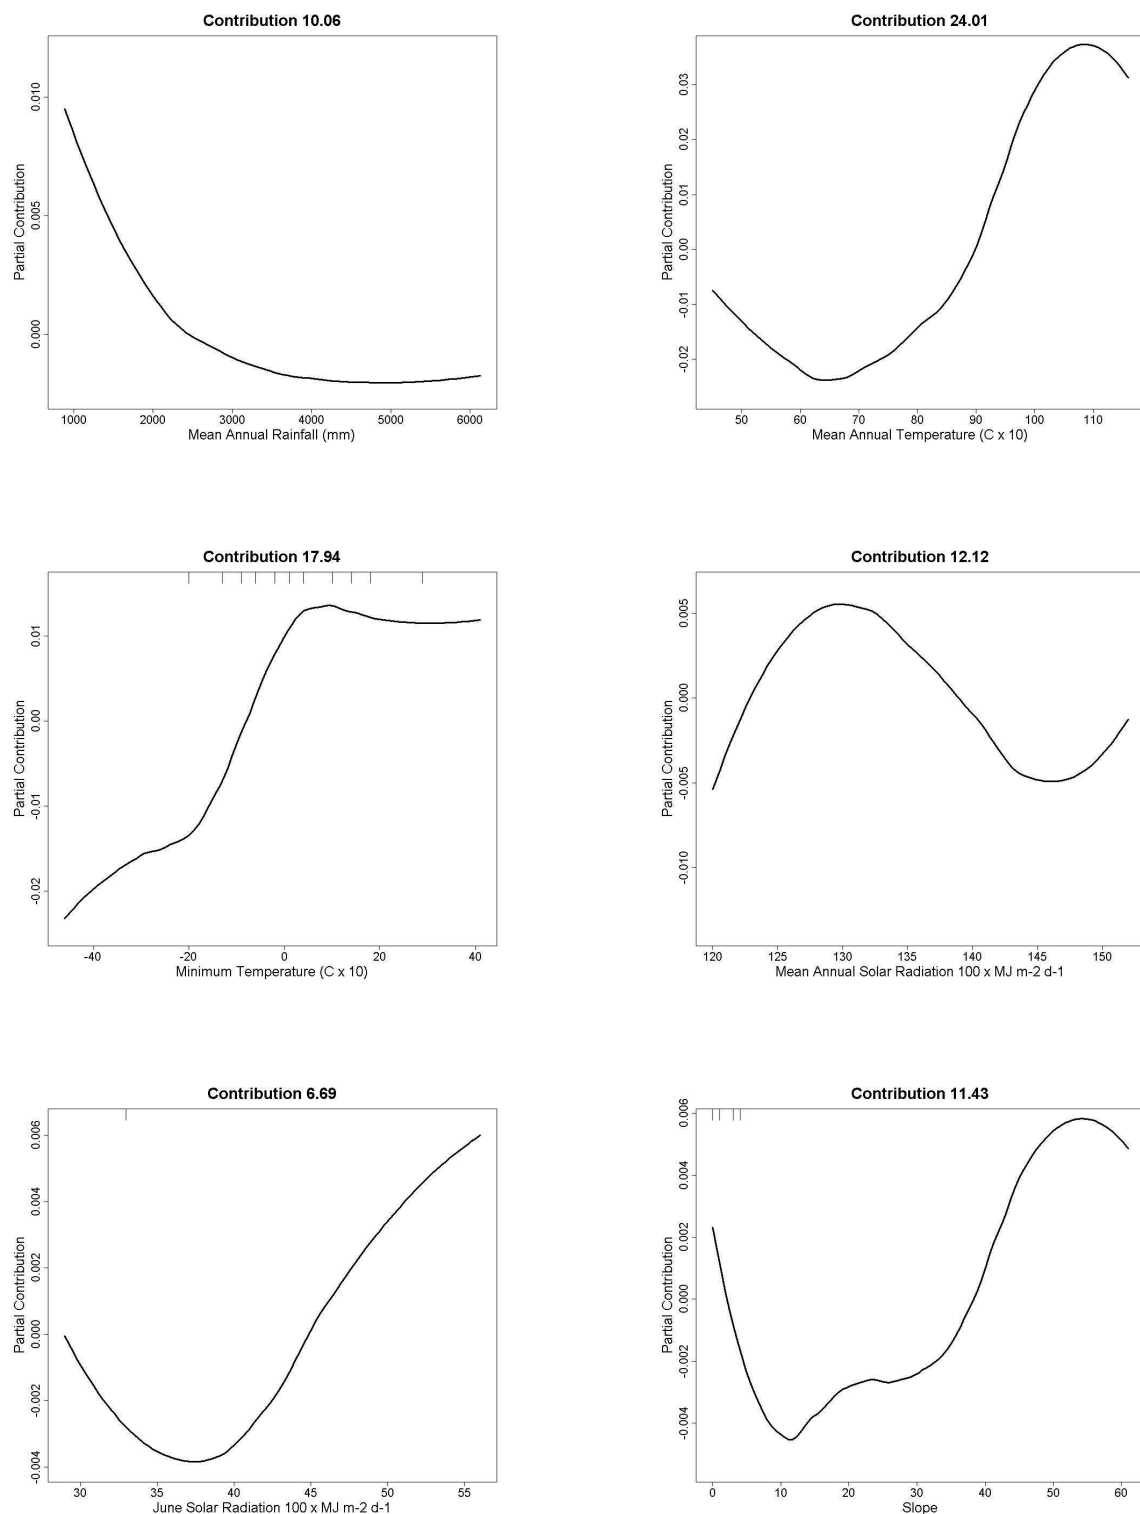 Contribution 10.06
Partial Contribution
0.010
0.005
0.000
1000 2000 3000 4000 5000 6000
Mean Annual Rainfall (mm)
Contribution 24.01
Partial Contribution
0.03
0.02
0.01
0.00
-0.01
-0.02
50 60 70 80 90 100 110
Mean Annual Temperature (C x 10)
Contribution 17.94
Partial Contribution
0.01
0.00
-0.01
-0.02
-40 -20 0 20 40
Minimum Temperature (C x 10)
Contribution 12.12
Partial Contribution
0.005
0.000
-0.005
-0.010
120 125 130 135 140 145 150
Mean Annual Solar Radiation 100 x MJ m-2 d-1
Contribution 6.69
Partial Contribution
0.006
0.004
0.002
0.000
-0.002
-0.004
30 35 40 45 50 55
June Solar Radiation 100 x MJ m-2 d-1
Contribution 11.43
Partial Contribution
0.006
0.004
0.002
0.000
-0.002
-0.004
0 10 20 30 40 50 60
Slope